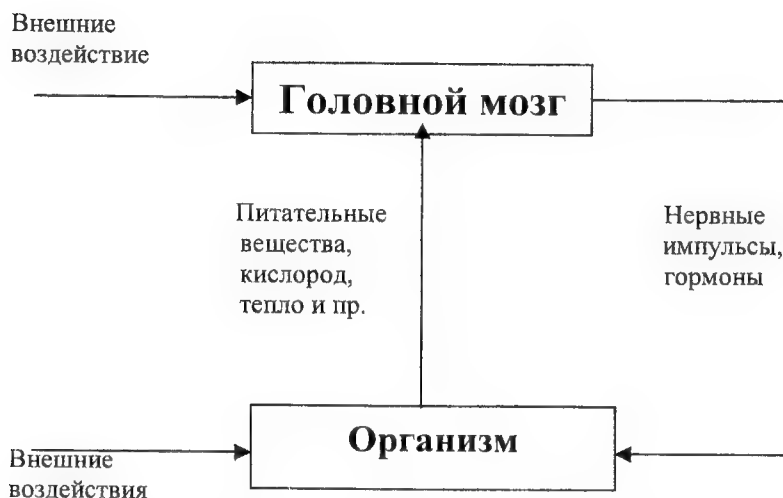 Внешние
воздействие
Головной мозг
Питательные
вещества,
кислород,
тепло и пр.
Нервные
импульсы,
гормоны
Организм
Внешние
воздействия